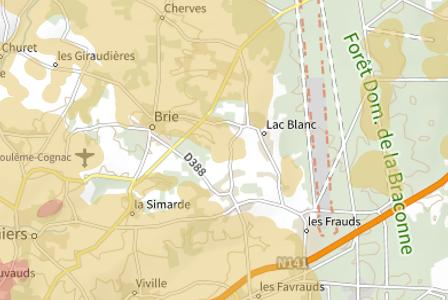 Cherves
Churet
les Giraudières
Forêt Dom. de la Braconne
Brie
Lac Blanc
oulême-Cognac
D388
la Simarde
les Frauds
iers
N141
uvauds
Viville
les Favrauds